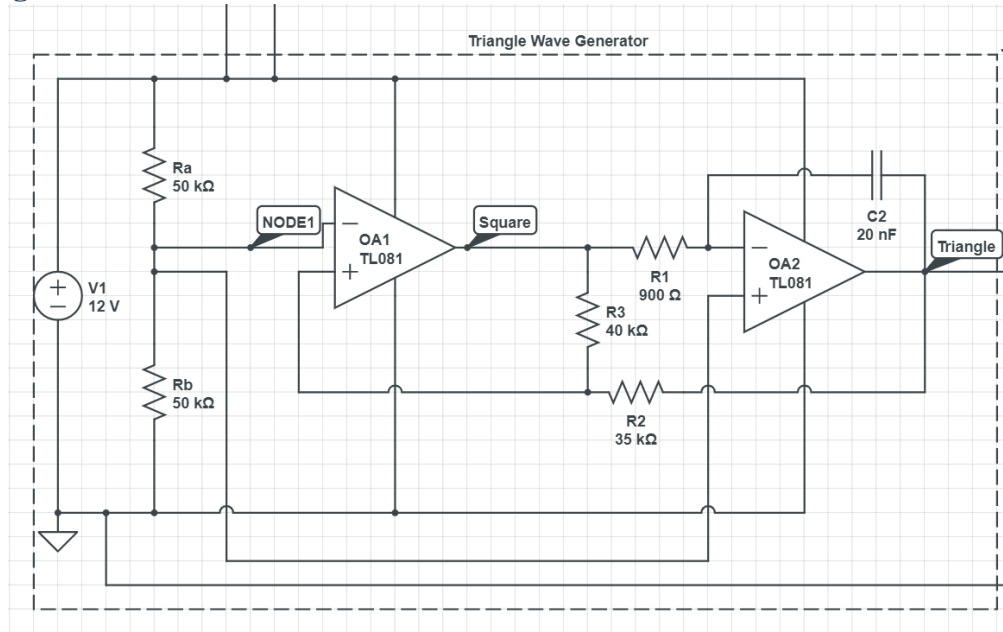 Triangle Wave Generator
Ra
50 kΩ
NODE1
Square
C2
20 nF
OA1
TL081
OA2
TL081
Triangle
R1
900 Ω
V1
12 V
R3
40 kΩ
Rb
50 kΩ
R2
35 kΩ